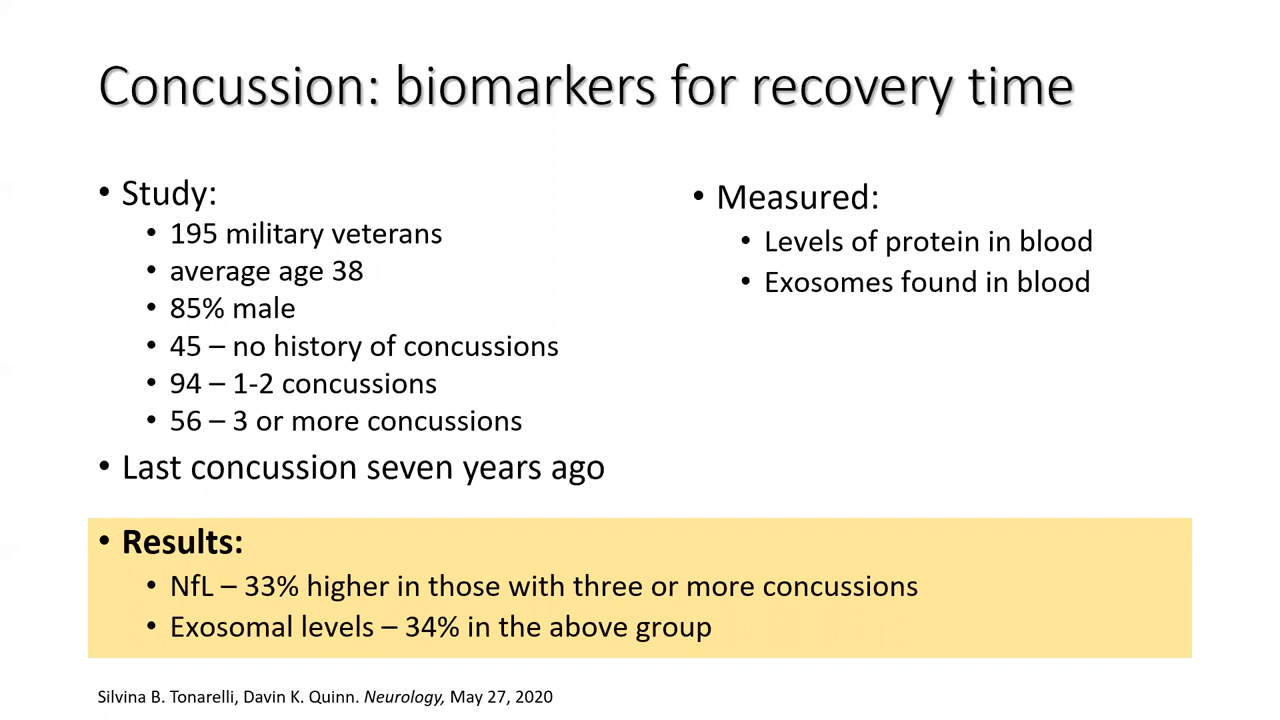 Concussion: biomarkers for recovery time
• Study:
• 195 military veterans
• average age 38
• 85% male
• 45 – no history of concussions
• 94 – 1-2 concussions
• 56 – 3 or more concussions
• Last concussion seven years ago
• Measured:
• Levels of protein in blood
• Exosomes found in blood
• Results:
• NfL – 33% higher in those with three or more concussions
• Exosomal levels – 34% in the above group
Silvina B. Tonarelli, Davin K. Quinn. Neurology, May 27, 2020